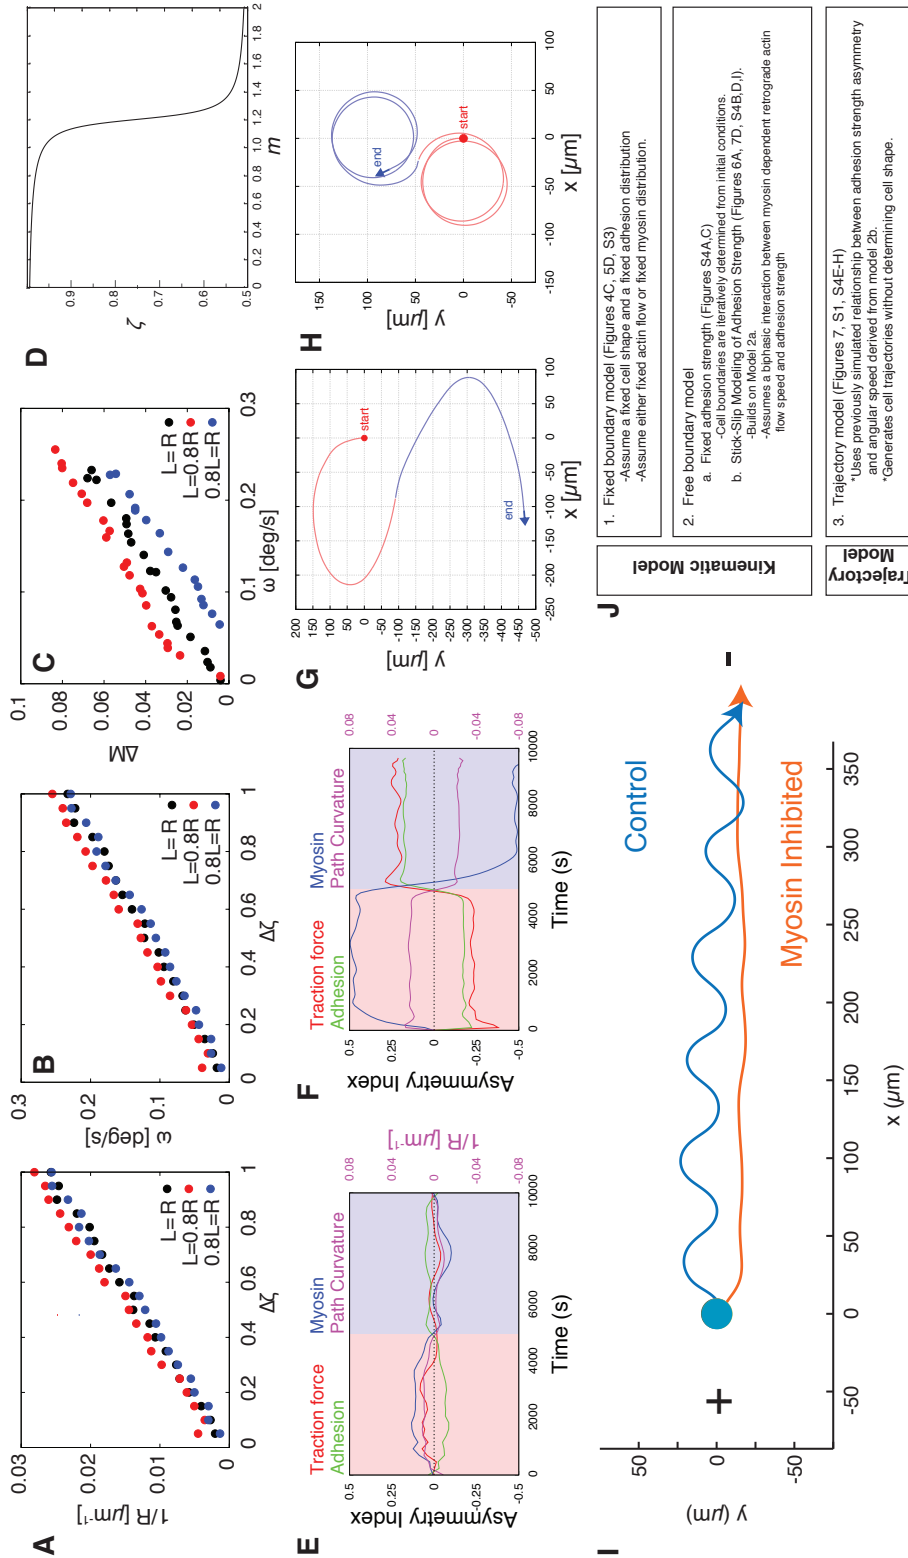 A
1/R [μm⁻¹]
0.03
0.02
0.01
0
0 0.2 0.4 0.6 0.8 1
Δζ
L=R
L=0.8R
0.8L=R
B
ω [deg/s]
0.3
0.2
0.1
0
0 0.2 0.4 0.6 0.8 1
Δζ
L=R
L=0.8R
0.8L=R
C
ΔM
0.1
0.08
0.06
0.04
0.02
0
0 0.1 0.2 0.3
ω [deg/s]
L=R
L=0.8R
0.8L=R
D
ζ
0.9
0.8
0.7
0.6
0.5
0.2 0.4 0.6 0.8 1.0 1.2 1.4 1.6 1.8 2
m
E
Traction force
Adhesion
Myosin
Path Curvature
Asymmetry Index
0.5
0.25
0
-0.25
-0.5
0 2000 4000 6000 8000 10000
Time (s)
0.08
0.04
0
-0.04
-0.08
1/R [μm⁻¹]
F
Traction force
Adhesion
Myosin
Path Curvature
Asymmetry Index
0.5
0.25
0
-0.25
-0.5
0 2000 4000 6000 8000 10000
Time (s)
0.08
0.04
0
-0.04
-0.08
G
y [μm]
200
150
100
50
0
-50
-100
-150
-200
-250
-300
-350
-400
-450
-500
-250 -200 -150 -100 -50 0 50 100
x [μm]
start
end
H
y [μm]
150
100
50
0
-50
-150 -100 -50 0 50 100
x [μm]
start
end
I
y (μm)
50
0
-50
+
-
Control
Myosin Inhibited
-50 0 50 100 150 200 250 300 350
x (μm)
J
Kinematic Model
1. Fixed boundary model (Figures 4C, 5D, S3)
-Assume a fixed cell shape and a fixed adhesion distribution
-Assume either fixed actin flow or fixed myosin distribution.
2. Free boundary model
a. Fixed adhesion strength (Figures S4A,C)
-Cell boundaries are iteratively determined from initial conditions.
b. Stick-Slip Modeling of Adhesion Strength (Figures 6A, 7D, S4B,D,I).
-Builds on Model 2a.
-Assumes a biphasic interaction between myosin dependent retrograde actin
flow speed and adhesion strength
Trajectory
Model
3. Trajectory model (Figures 7, S1, S4E-H)
*Uses previously simulated relationship between adhesion strength asymmetry
and angular speed derived from model 2b.
*Generates cell trajectories without determining cell shape.